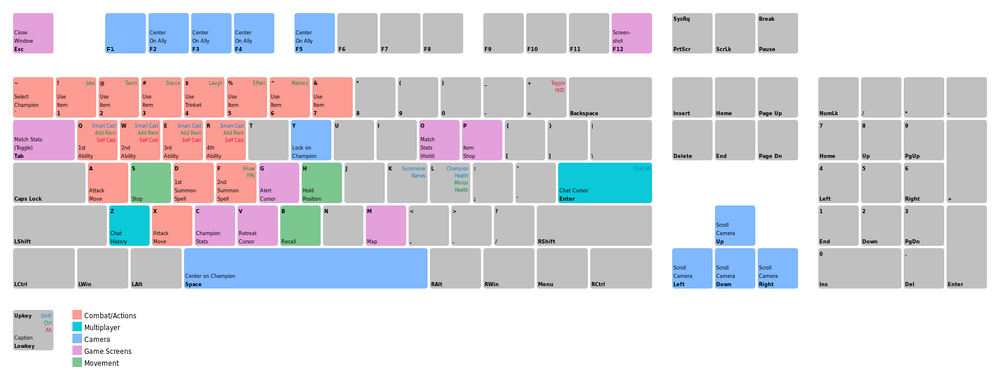 Close
Window
Esc
F1
Center
On Ally
F2
Center
On Ally
F3
Center
On Ally
F4
Center
On Ally
F5
F6
F7
F8
F9
F10
F11
Screen-
shot
F12
SysRq
PrtScr
ScrLk
Break
Pause
~
Select
Champion
`
! Joke
Use
Item
1
@ Taunt
Use
Item
2
# Dance
Use
Item
3
$ Laugh
Use
Trinket
4
% Effect
Use
Item
5
^ Mastery
Use
Item
6
&
Use
Item
7
*
8
(
9
)
0
_
-
+ Toggle
HUD
=
Backspace
Insert
Home
Page Up
NumLk
/
*
-
Match Stats
(Toggle)
Tab
Q Smart Cast
Add Point
Self Cast
1st
Ability
W Smart Cast
Add Point
Self Cast
2nd
Ability
E Smart Cast
Add Point
Self Cast
3rd
Ability
R Smart Cast
Add Point
Self Cast
4th
Ability
T
Y
Lock on
Champion
U
I
O
Match
Stats
(Hold)
P
Item
Shop
{
[
}
]
|
\
Delete
End
Page Dn
7
Home
8
Up
9
PgUp
Caps Lock
A
Attack
Move
S
Stop
D
1st
Summon
Spell
F Show
FPS
2nd
Summon
Spell
G
Alert
Cursor
H
Hold
Position
J
K Summoner
Names
L Champion
Health
Minion
Health
:
;
"
'
Chat All
Chat Cursor
Enter
4
Left
5
6
Right
+
LShift
Z
Chat
History
X
Attack
Move
C
Champion
Stats
V
Retreat
Cursor
B
Recall
N
M
Map
<
,
>
.
?
/
RShift
Scroll
Camera
Up
1
End
2
Down
3
PgDn
LCtrl
LWin
LAlt
Center on Champion
Space
RAlt
RWin
Menu
RCtrl
Scroll
Camera
Left
Scroll
Camera
Down
Scroll
Camera
Right
0
Ins
.
Del
Enter
Upkey Shift
Ctrl
Alt
Caption
Lowkey
Combat/Actions
Multiplayer
Camera
Game Screens
Movement